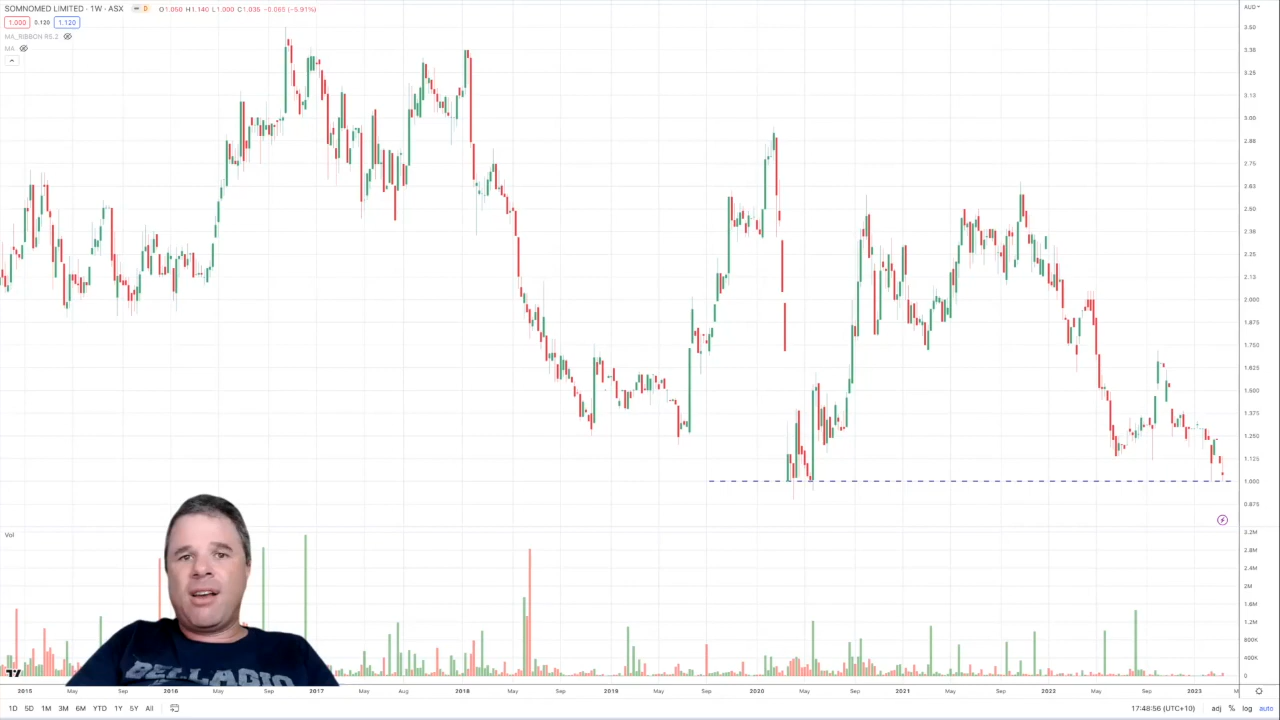 SOMNOMED LIMITED · 1W · ASX D O1.050 H1.140 L1.000 C1.035 −0.065 (−5.91%)
1.000 0.120 1.120
MA_RIBBON R5.2
MA
AUD
3.50
3.38
3.25
3.13
3.00
2.88
2.75
2.63
2.50
2.38
2.25
2.13
2.000
1.875
1.750
1.625
1.500
1.375
1.250
1.125
1.000
0.875
Vol
3.2M
2.8M
2.4M
2M
1.6M
1.2M
800K
400K
0
BELLAGIO
2015 May Sep 2016 May Sep 2017 May Aug 2018 May Sep 2019 May Sep 2020 May Sep 2021 May Sep 2022 May Sep 2023 M
1D 5D 1M 3M 6M YTD 1Y 5Y All 17:48:56 (UTC+10) adj % log auto